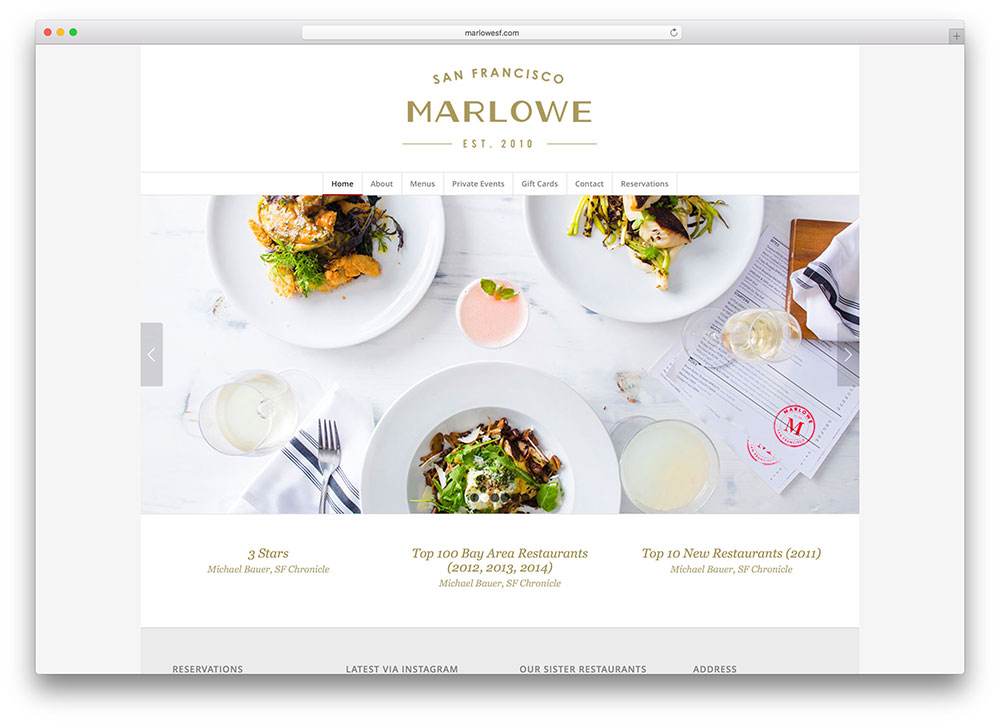 marlowesf.com
SAN FRANCISCO
MARLOWE
EST. 2010
Home About Menus Private Events Gift Cards Contact Reservations
MARLOWE
M
SAN FRANCISCO
3 Stars
Michael Bauer, SF Chronicle
Top 100 Bay Area Restaurants
(2012, 2013, 2014)
Michael Bauer, SF Chronicle
Top 10 New Restaurants (2011)
Michael Bauer, SF Chronicle
RESERVATIONS
LATEST VIA INSTAGRAM
OUR SISTER RESTAURANTS
ADDRESS